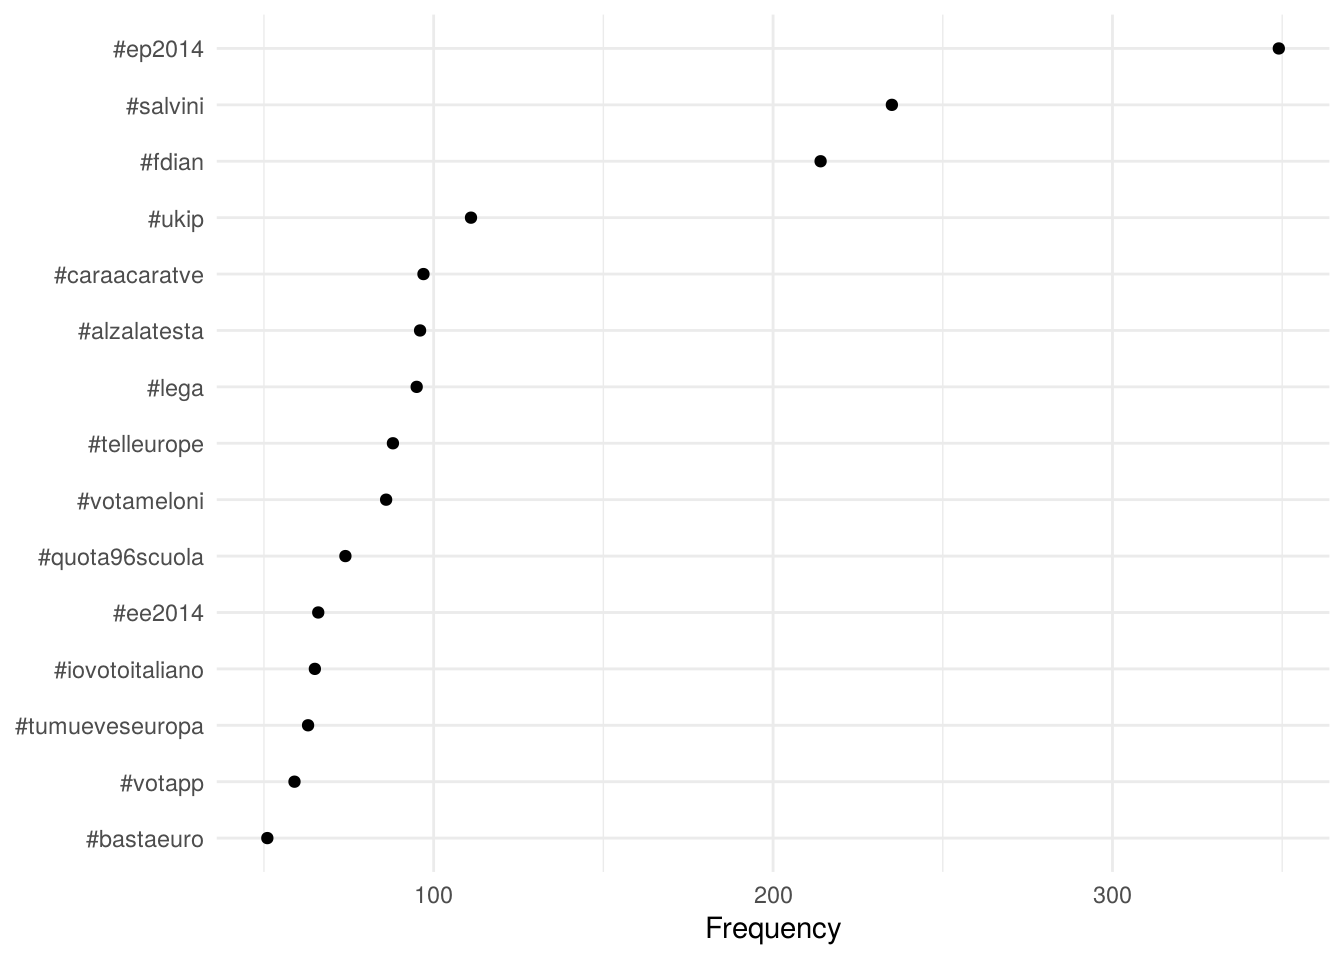 #ep2014
#salvini
#fdian
#ukip
#caraacaratve
#alzalatesta
#lega
#telleurope
#votameloni
#quota96scuola
#ee2014
#iovotoitaliano
#tumueveseuropa
#votapp
#bastaeuro
100 200 300
Frequency